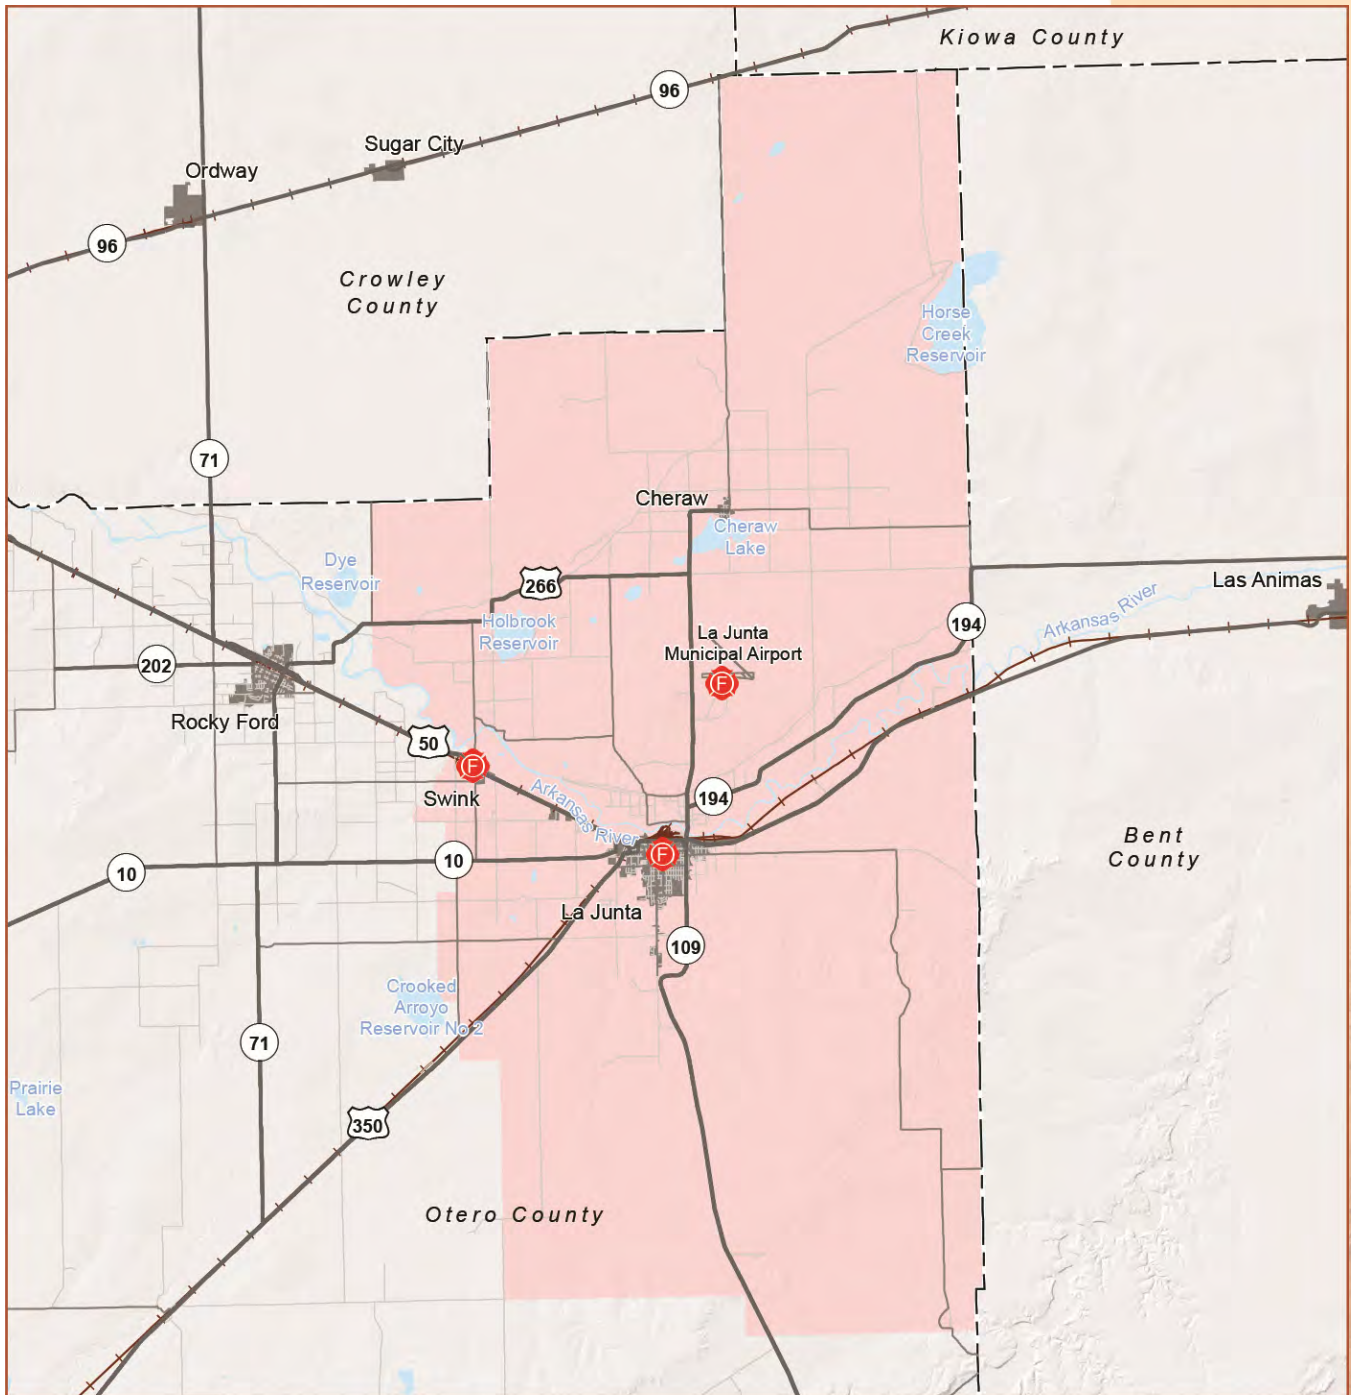 Kiowa County
96
Sugar City
Ordway
96
Crowley
County
Horse
Creek
Reservoir
71
Cheraw
Cheraw
Lake
Dye
Reservoir
266
Las Animas
Arkansas River
Holbrook
Reservoir
194
La Junta
Municipal Airport
202
F
Rocky Ford
50
F
Swink
Arkansas River
194
Bent
County
10
10
F
La Junta
109
Crooked
Arroyo
Reservoir No 2
71
Prairie
Lake
350
Otero County